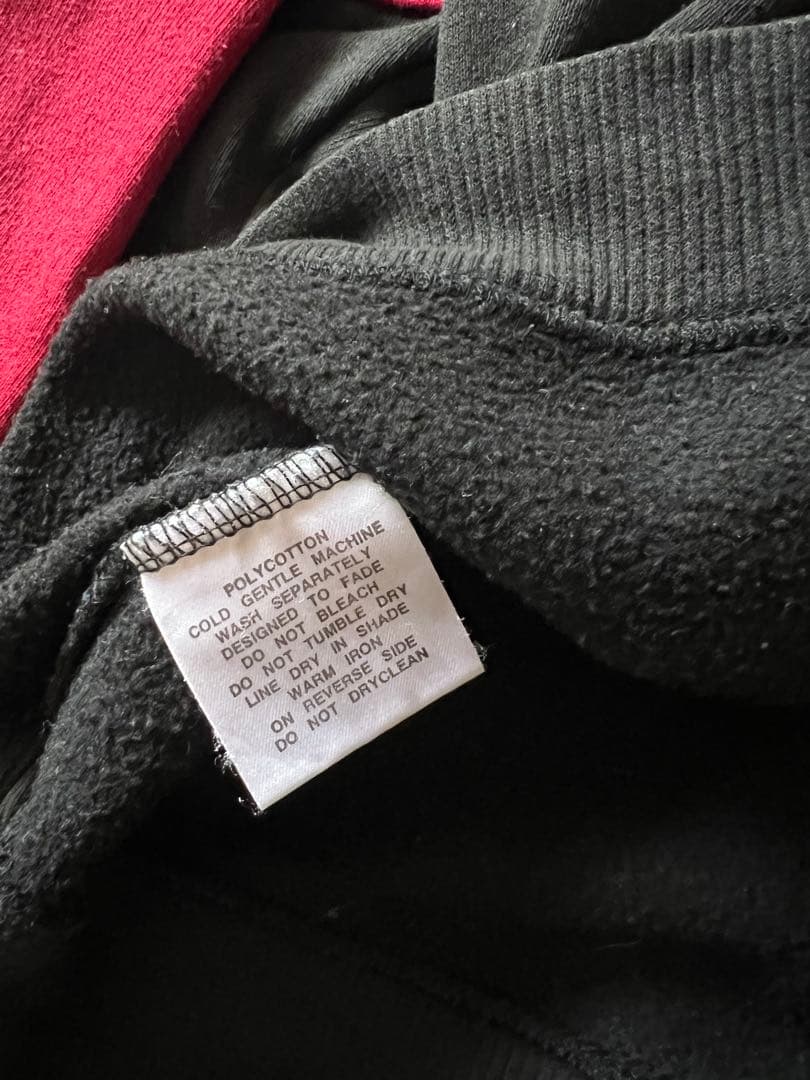 POLYCOTTON
COLD GENTLE MACHINE
WASH SEPARATELY
DESIGNED TO FADE
DO NOT BLEACH
DO NOT TUMBLE DRY
LINE DRY IN SHADE
WARM IRON
ON REVERSE SIDE
DO NOT DRYCLEAN